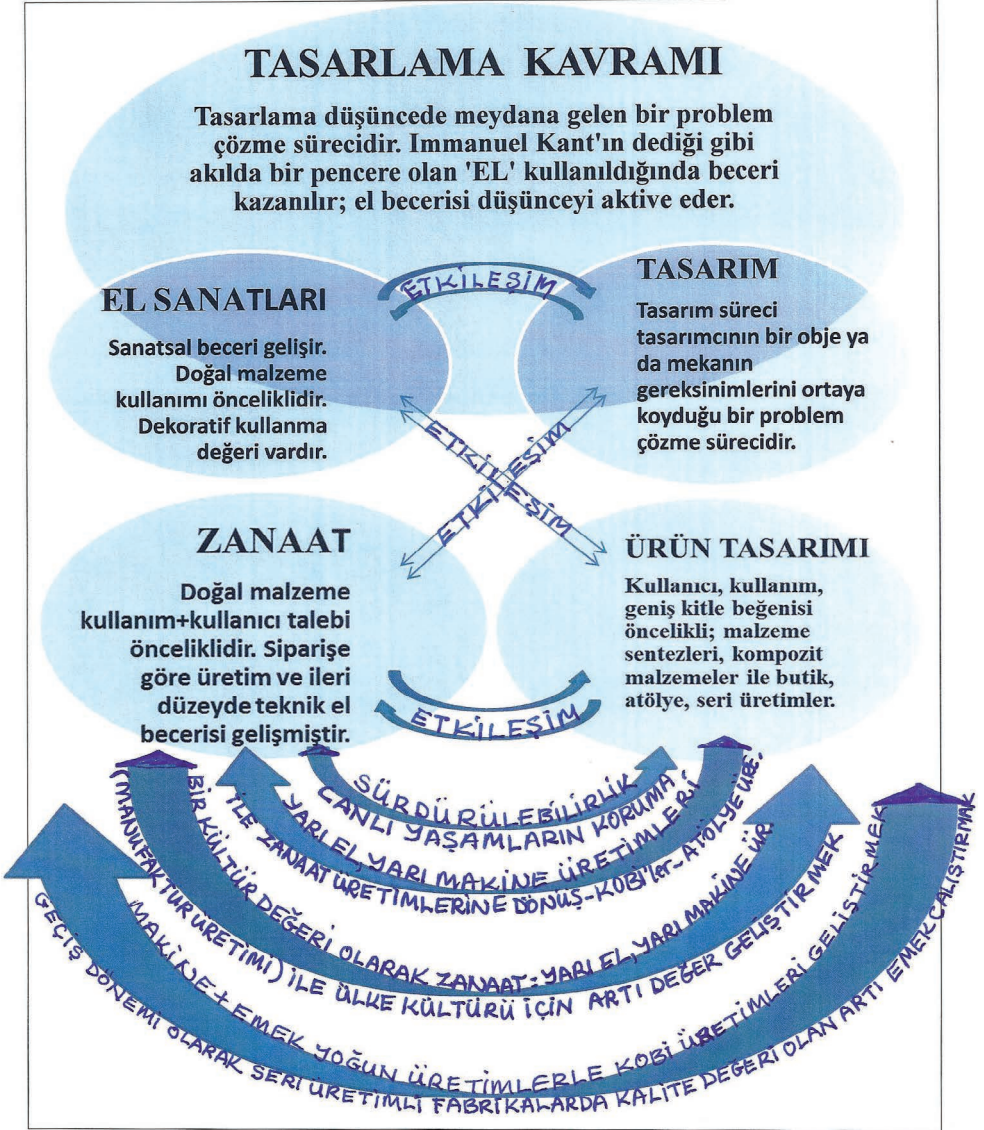 TASARLAMA KAVRAMI
Tasarlama düşüncede meydana gelen bir problem
çözme sürecidir. Immanuel Kant'ın dediği gibi
akılda bir pencere olan 'EL' kullanıldığında beceri
kazanılır; el becerisi düşünceyi aktive eder.
ETKİLEŞİM
EL SANATLARI
Sanatsal beceri gelişir.
Doğal malzeme
kullanımı önceliklidir.
Dekoratif kullanma
değeri vardır.
TASARIM
Tasarım süreci
tasarımcının bir obje ya
da mekanın
gereksinimlerini ortaya
koyduğu bir problem
çözme sürecidir.
ETKİLEŞİM
ETKİLEŞİM
ZANAAT
Doğal malzeme
kullanım+kullanıcı talebi
önceliklidir. Siparişe
göre üretim ve ileri
düzeyde teknik el
becerisi gelişmiştir.
ÜRÜN TASARIMI
Kullanıcı, kullanım,
geniş kitle beğenisi
öncelikli; malzeme
sentezleri, kompozit
malzemeler ile butik,
atölye, seri üretimler.
ETKİLEŞİM
SÜRDÜRÜLEBİLİRLİK
CANLI YAŞAMLARIN KORUMA
YARI EL, YARI MAKİNE ÜRETİMLERİ
İLE ZANAAT ÜRETİMLERİNE DÖNÜŞ-KOBİ'ler-ATÖLYE ÜRE.
BİR KÜLTÜR DEĞERİ OLARAK ZANAAT-YARI EL, YARI MAKİNE ÜR.
(MANUFAKTUR ÜRETİMİ) İLE ÜLKE KÜLTÜRÜ İÇİN ARTI DEĞER GELİŞTİRMEK
MAKİNE + EMEK YOĞUN ÜRETİMLERLE KOBİ ÜRETİMLERİ GELİŞTİRMEK
GEÇİŞ DÖNEMİ OLARAK SERİ ÜRETİMLİ FABRİKALARDA KALİTE DEĞERİ OLAN ARTI EMEK ÇALIŞTIRMAK